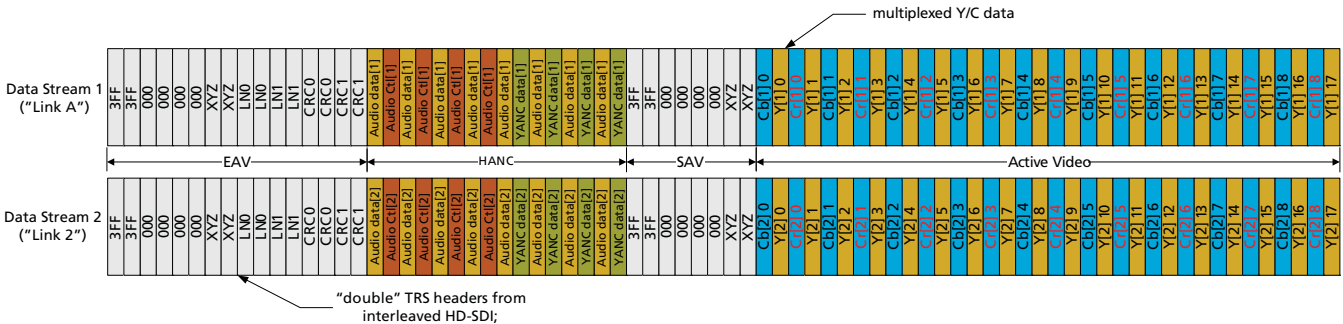 multiplexed Y/C data
Data Stream 1
("Link A")
3FF
3FF
000
000
000
000
XYZ
XYZ
LN0
LN0
LN1
LN1
CRC0
CRC0
CRC1
CRC1
Audio data[1]
Audio Ctl[1]
Audio data[1]
Audio Ctl[1]
Audio data[1]
Audio Ctl[1]
Audio data[1]
Audio Ctl[1]
Audio data[1]
YANC data[1]
Audio data[1]
YANC data[1]
Audio data[1]
YANC data[1]
Audio data[1]
YANC data[1]
3FF
3FF
000
000
000
000
XYZ
XYZ
Cb[1] 0
Y[1] 0
Cr[1] 0
Y[1] 1
Cb[1] 1
Y[1] 2
Cr[1] 1
Y[1] 3
Cb[1] 2
Y[1] 4
Cr[1] 2
Y[1] 5
Cb[1] 3
Y[1] 6
Cr[1] 3
Y[1] 7
Cb[1] 4
Y[1] 8
Cr[1] 4
Y[1] 9
Cb[1] 5
Y[1] 10
Cr[1] 5
Y[1] 11
Cb[1] 6
Y[1] 12
Cr[1] 6
Y[1] 13
Cb[1] 7
Y[1] 14
Cr[1] 7
Y[1] 15
Cb[1] 8
Y[1] 16
Cr[1] 8
Y[1] 17
EAV
HANC
SAV
Active Video
Data Stream 2
("Link 2")
3FF
3FF
000
000
000
000
XYZ
XYZ
LN0
LN0
LN1
LN1
CRC0
CRC0
CRC1
CRC1
Audio data[2]
Audio Ctl[2]
Audio data[2]
Audio Ctl[2]
Audio data[2]
Audio Ctl[2]
Audio data[2]
Audio Ctl[2]
Audio data[2]
YANC data[2]
Audio data[2]
YANC data[2]
Audio data[2]
YANC data[2]
Audio data[2]
YANC data[2]
3FF
3FF
000
000
000
000
XYZ
XYZ
Cb[2] 0
Y[2] 0
Cr[2] 0
Y[2] 1
Cb[2] 1
Y[2] 2
Cr[2] 1
Y[2] 3
Cb[2] 2
Y[2] 4
Cr[2] 2
Y[2] 5
Cb[2] 3
Y[2] 6
Cr[2] 3
Y[2] 7
Cb[2] 4
Y[2] 8
Cr[2] 4
Y[2] 9
Cb[2] 5
Y[2] 10
Cr[2] 5
Y[2] 11
Cb[2] 6
Y[2] 12
Cr[2] 6
Y[2] 13
Cb[2] 7
Y[2] 14
Cr[2] 7
Y[2] 15
Cb[2] 8
Y[2] 16
Cr[2] 8
Y[2] 17
"double" TRS headers from
interleaved HD-SDI;